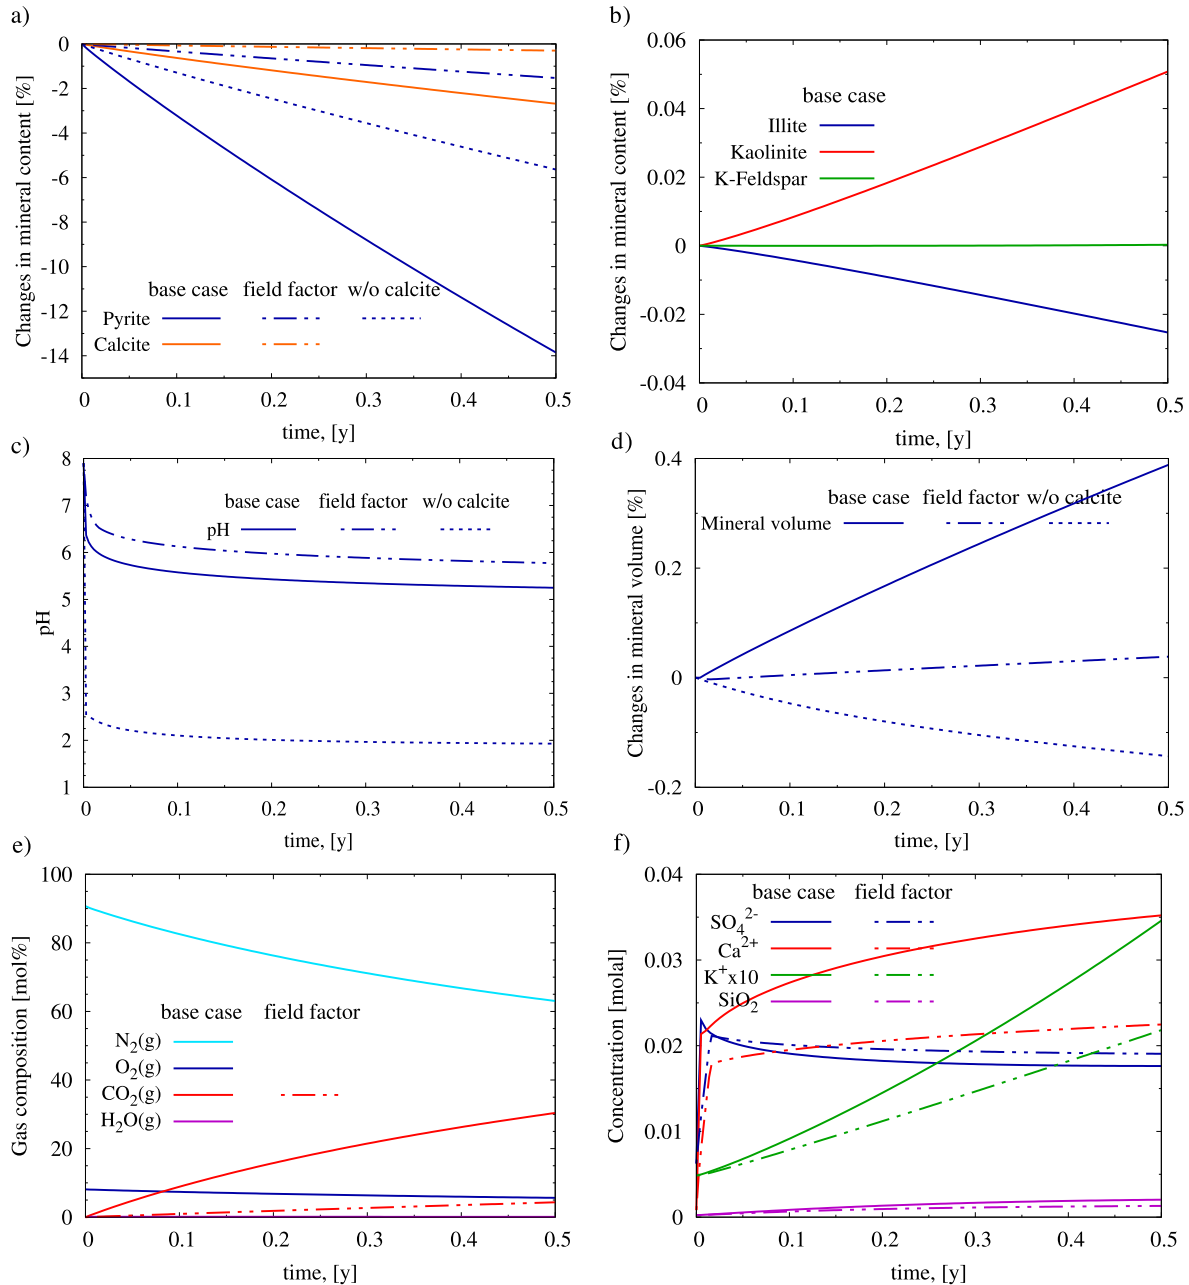 a)
Changes in mineral content [%]
0
-2
-4
-6
-8
-10
-12
-14
base case field factor w/o calcite
Pyrite
Calcite
0 0.1 0.2 0.3 0.4 0.5
time, [y]
b)
Changes in mineral content [%]
0.06
0.04
0.02
0
-0.02
-0.04
base case
Illite
Kaolinite
K-Feldspar
0 0.1 0.2 0.3 0.4 0.5
time, [y]
c)
pH
8
7
6
5
4
3
2
1
base case field factor w/o calcite
pH
0 0.1 0.2 0.3 0.4 0.5
time, [y]
d)
Changes in mineral volume [%]
0.4
0.2
0
-0.2
base case field factor w/o calcite
Mineral volume
0 0.1 0.2 0.3 0.4 0.5
time, [y]
e)
Gas composition [mol%]
100
80
60
40
20
0
base case field factor
N2(g)
O2(g)
CO2(g)
H2O(g)
0 0.1 0.2 0.3 0.4 0.5
time, [y]
f)
Concentration [molal]
0.04
0.03
0.02
0.01
0
base case field factor
SO4 2-
Ca2+
K+x10
SiO2
0 0.1 0.2 0.3 0.4 0.5
time, [y]